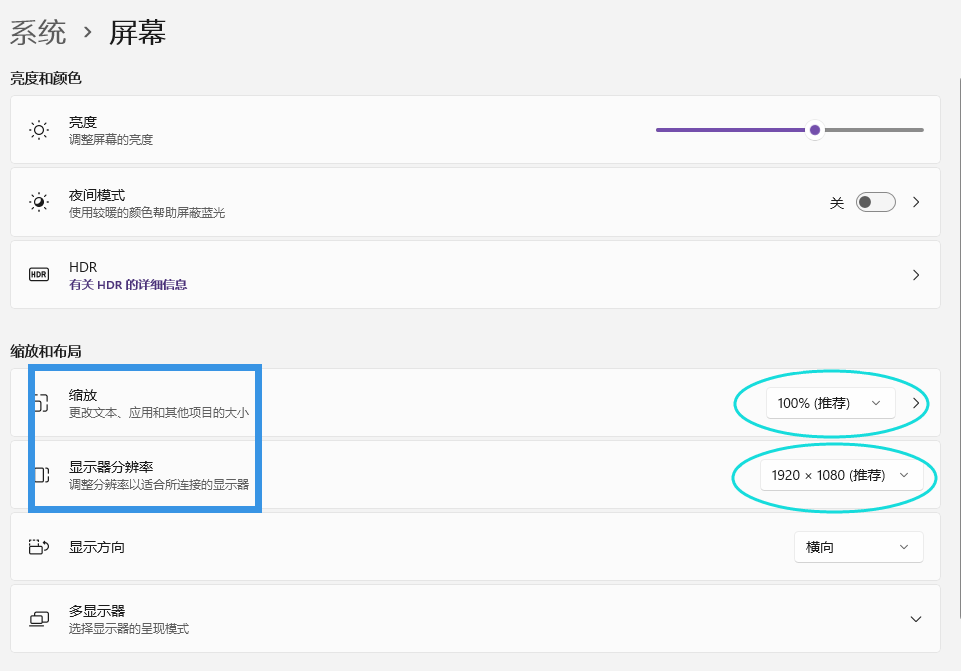 系统 › 屏幕
亮度和颜色
亮度
调整屏幕的亮度
夜间模式
使用较暖的颜色帮助屏蔽蓝光
关
HDR
HDR
有关 HDR 的详细信息
缩放和布局
缩放
更改文本、应用和其他项目的大小
100% (推荐)
显示器分辨率
调整分辨率以适合所连接的显示器
1920 × 1080 (推荐)
显示方向
横向
多显示器
选择显示器的呈现模式